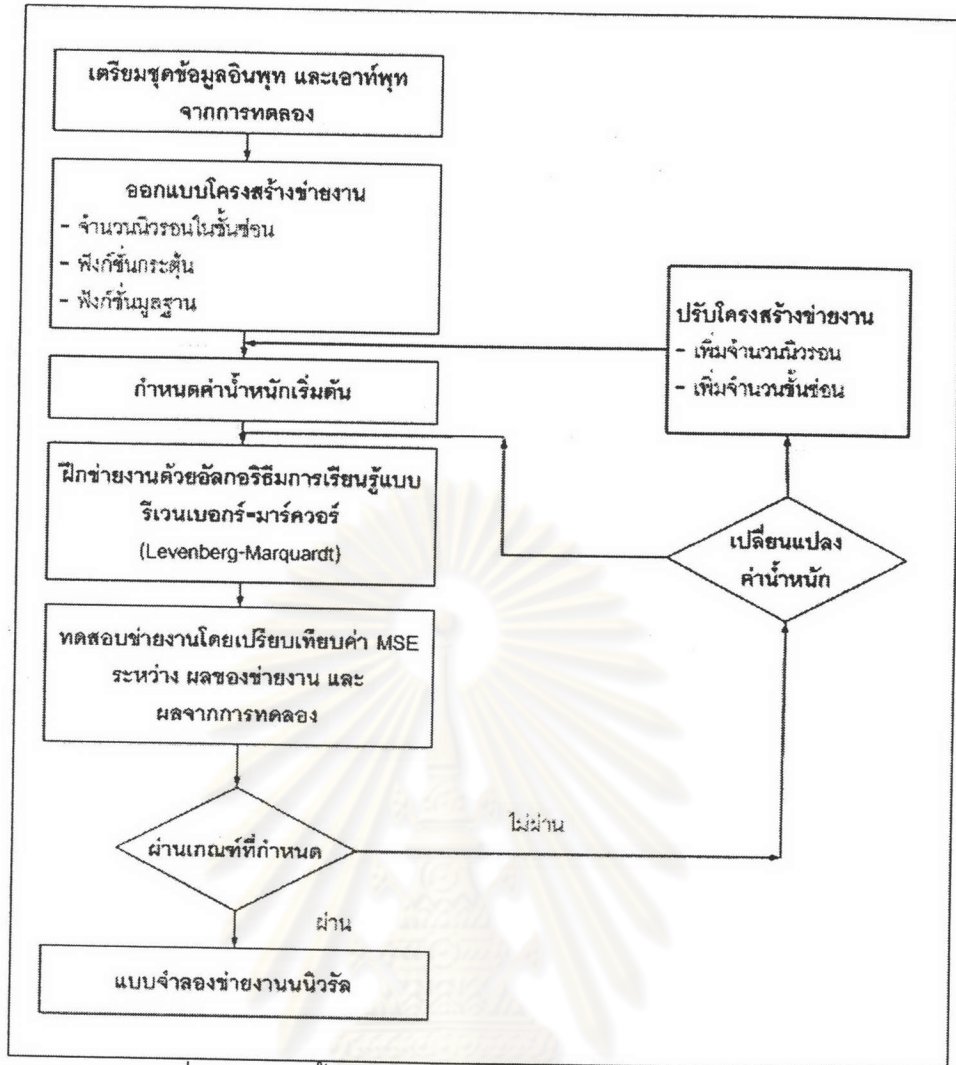 เตรียมชุดข้อมูลอินพุท และเอาท์พุท
จากการทดลอง
ออกแบบโครงสร้างข่ายงาน
- จำนวนนิวรอนในชั้นซ่อน
- ฟังก์ชั่นกระตุ้น
- ฟังก์ชั่นมูลฐาน
ปรับโครงสร้างข่ายงาน
- เพิ่มจำนวนนิวรอน
- เพิ่มจำนวนชั้นซ่อน
กำหนดค่าน้ำหนักเริ่มต้น
ฝึกข่ายงานด้วยอัลกอริธึมการเรียนรู้แบบ
รีเวนเบอกร์-มาร์ควอร์
(Levenberg-Marquardt)
เปลี่ยนแปลง
ค่าน้ำหนัก
ทดสอบข่ายงานโดยเปรียบเทียบค่า MSE
ระหว่าง ผลของข่ายงาน และ
ผลจากการทดลอง
ไม่ผ่าน
ผ่านเกณฑ์ที่กำหนด
ผ่าน
แบบจำลองข่ายงานนนิวรัล